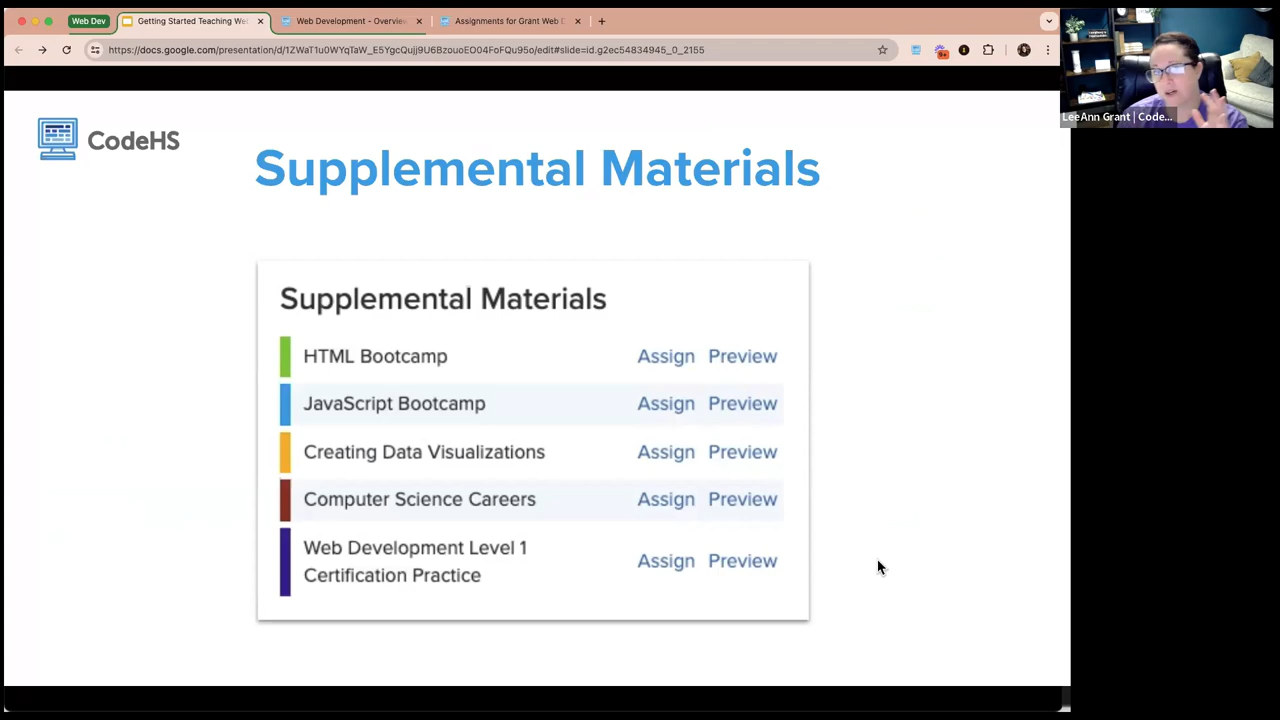 Web Dev
Getting Started Teaching We
Web Development - Overvie
Assignments for Grant Web D
https://docs.google.com/presentation/d/1ZWaT1u0WYqTaW_E5YgcQujj9U6BzouoEO04FoFQu95o/edit#slide=id.g2ec54834945_0_2155
9+
LeeAnn Grant | Code...
CodeHS
Supplemental Materials
Supplemental Materials
HTML Bootcamp Assign Preview
JavaScript Bootcamp Assign Preview
Creating Data Visualizations Assign Preview
Computer Science Careers Assign Preview
Web Development Level 1
Certification Practice Assign Preview